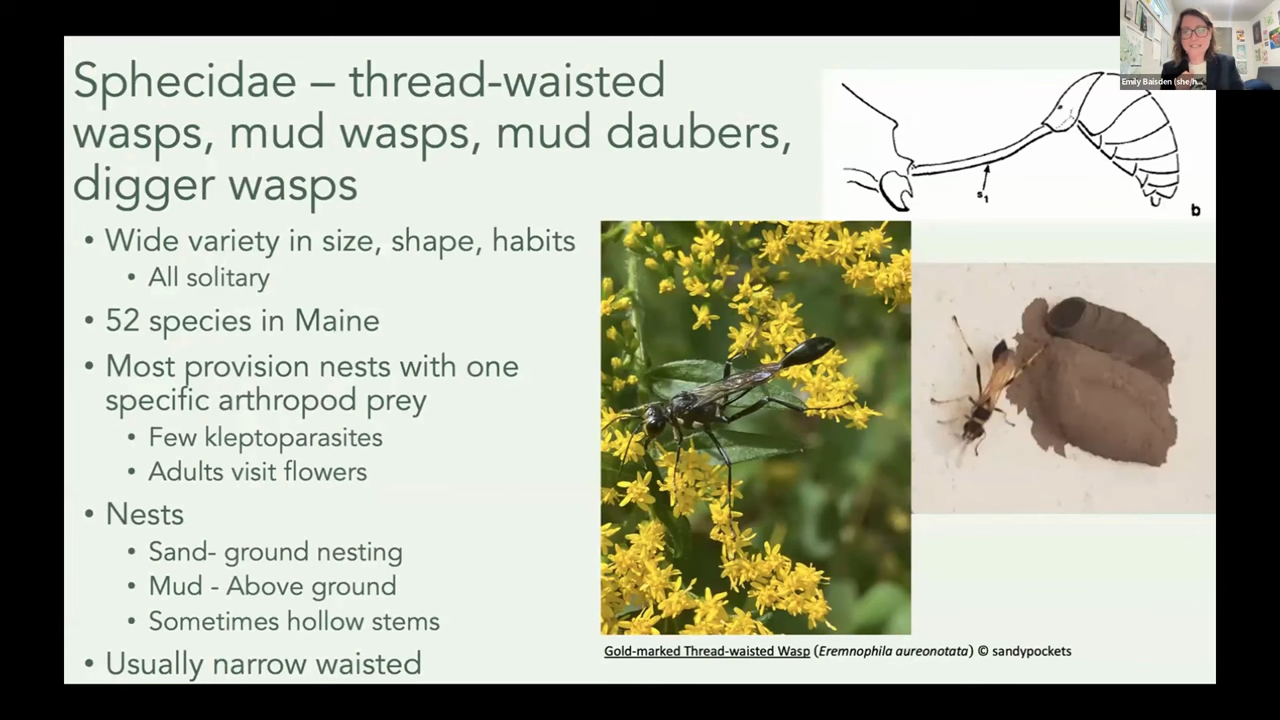 Sphecidae – thread-waisted
wasps, mud wasps, mud daubers,
digger wasps
• Wide variety in size, shape, habits
• All solitary
• 52 species in Maine
• Most provision nests with one
specific arthropod prey
• Few kleptoparasites
• Adults visit flowers
• Nests
• Sand- ground nesting
• Mud - Above ground
• Sometimes hollow stems
• Usually narrow waisted
s1
b
Gold-marked Thread-waisted Wasp (Eremnophila aureonotata) © sandypockets
Emily Baisden (she/h...